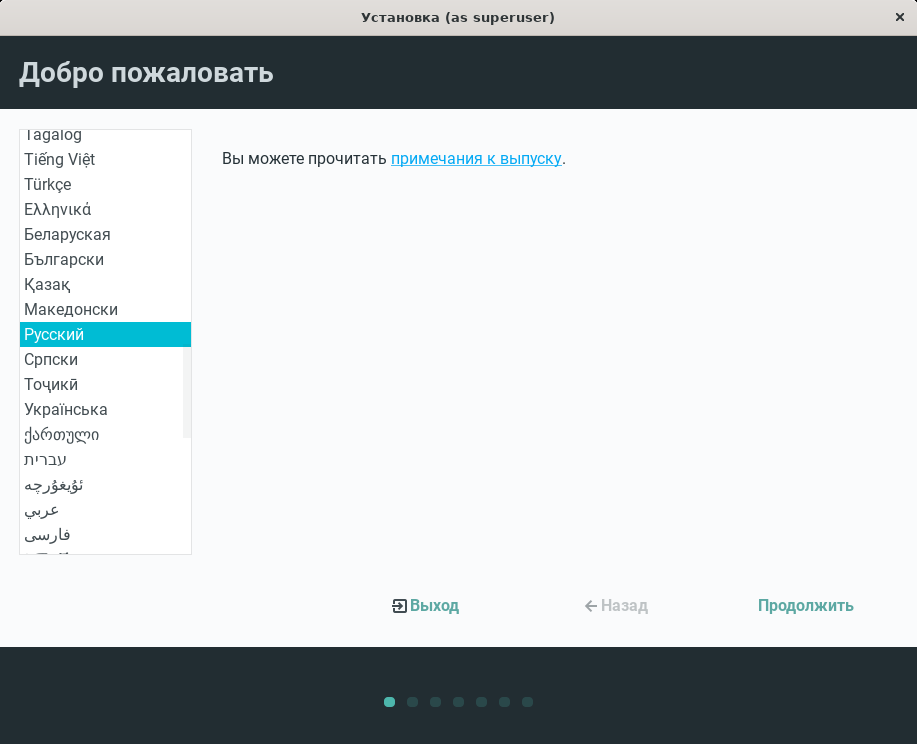 Установка (as superuser)
Добро пожаловать
Tagalog
Tiếng Việt
Türkçe
Ελληνικά
Беларуская
Български
Қазақ
Македонски
Русский
Српски
Тоҷикӣ
Українська
ქართული
עברית
ئۇيغۇرچە
عربي
فارسی
Вы можете прочитать примечания к выпуску.
Выход
Назад
Продолжить